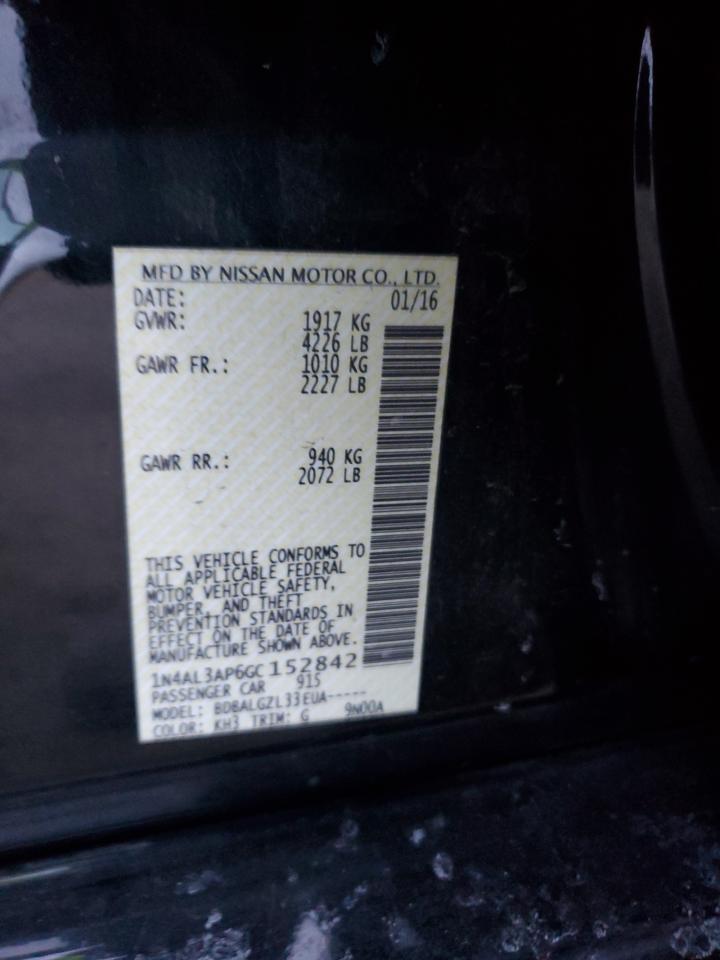 MFD BY NISSAN MOTOR CO., LTD.
DATE: 01/16
GVWR: 1917 KG
4226 LB
GAWR FR.: 1010 KG
2227 LB
GAWR RR.: 940 KG
2072 LB
THIS VEHICLE CONFORMS TO
ALL APPLICABLE FEDERAL
MOTOR VEHICLE SAFETY,
BUMPER, AND THEFT
PREVENTION STANDARDS IN
EFFECT ON THE DATE OF
MANUFACTURE SHOWN ABOVE.
1N4AL3AP6GC152842
PASSENGER CAR 915
MODEL: BDBALGZL33EUA-----
COLOR: KH3 TRIM: G 9N00A